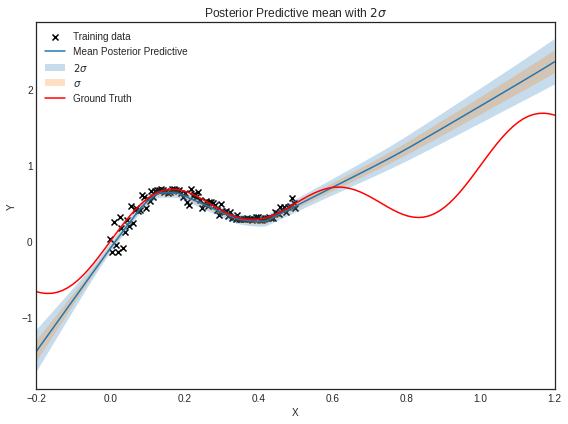 Posterior Predictive mean with 2σ
Training data
Mean Posterior Predictive
2σ
σ
Ground Truth
Y
2
1
0
−1
−0.2 0.0 0.2 0.4 0.6 0.8 1.0 1.2
X